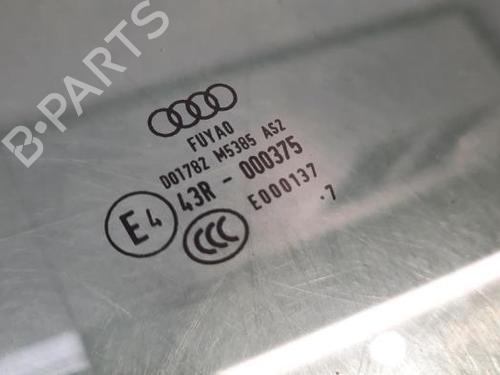 B-PARTS
FUYAO
DOT782 M5385 AS2
E4 43R - 000375
CCC E000137
.7